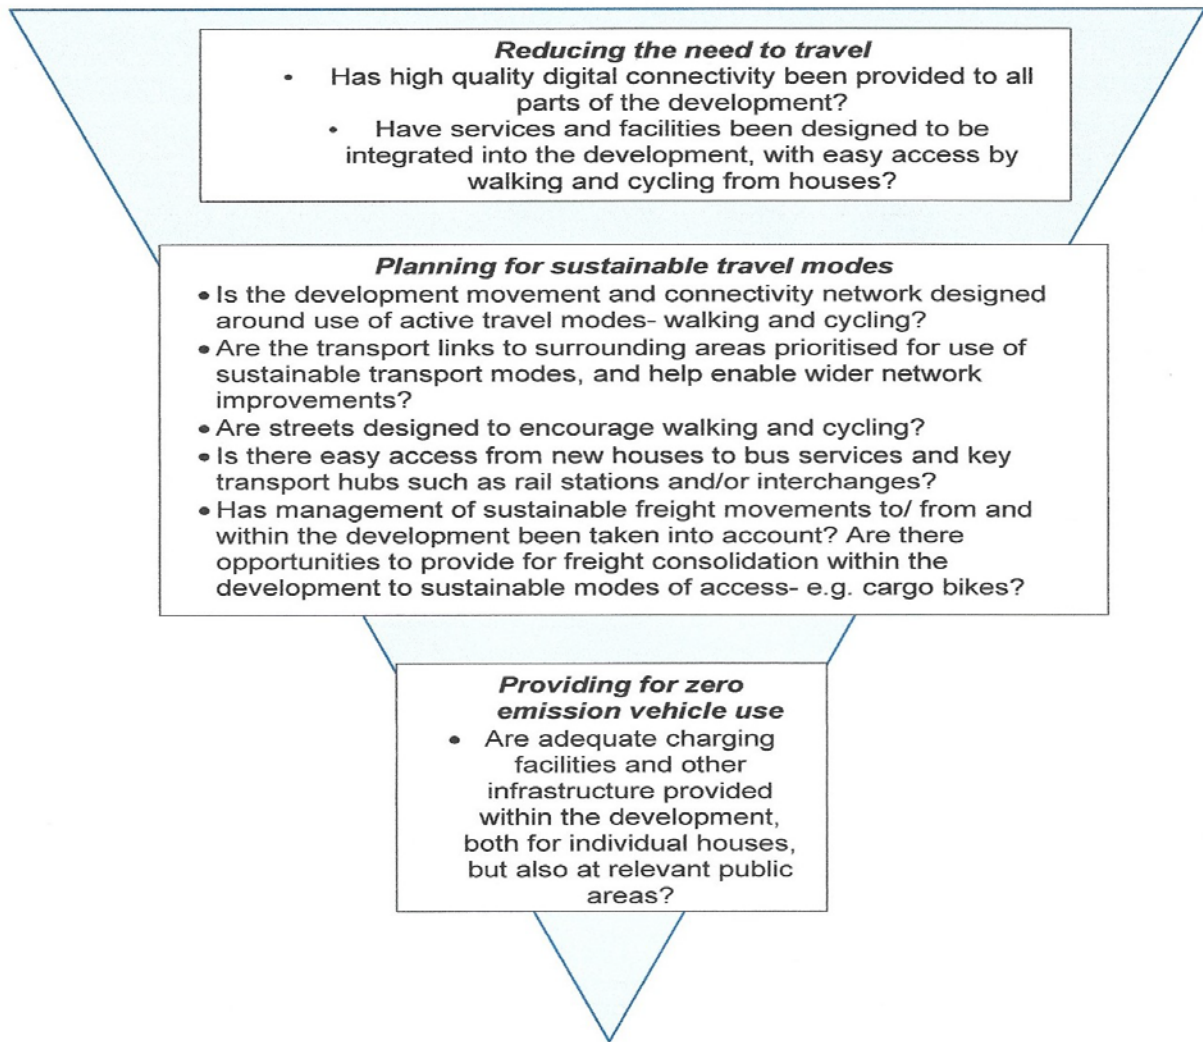 Reducing the need to travel
• Has high quality digital connectivity been provided to all
parts of the development?
• Have services and facilities been designed to be
integrated into the development, with easy access by
walking and cycling from houses?
Planning for sustainable travel modes
• Is the development movement and connectivity network designed
around use of active travel modes- walking and cycling?
• Are the transport links to surrounding areas prioritised for use of
sustainable transport modes, and help enable wider network
improvements?
• Are streets designed to encourage walking and cycling?
• Is there easy access from new houses to bus services and key
transport hubs such as rail stations and/or interchanges?
• Has management of sustainable freight movements to/ from and
within the development been taken into account? Are there
opportunities to provide for freight consolidation within the
development to sustainable modes of access- e.g. cargo bikes?
Providing for zero
emission vehicle use
• Are adequate charging
facilities and other
infrastructure provided
within the development,
both for individual houses,
but also at relevant public
areas?